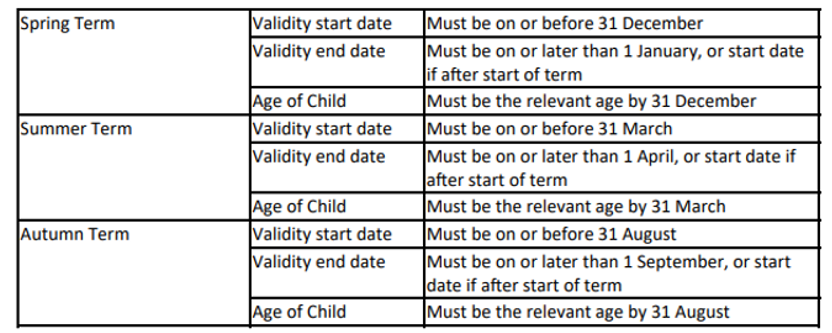 Spring Term
Validity start date
Must be on or before 31 December
Validity end date
Must be on or later than 1 January, or start date
if after start of term
Age of Child
Must be the relevant age by 31 December
Summer Term
Validity start date
Must be on or before 31 March
Validity end date
Must be on or later than 1 April, or start date if
after start of term
Age of Child
Must be the relevant age by 31 March
Autumn Term
Validity start date
Must be on or before 31 August
Validity end date
Must be on or later than 1 September, or start
date if after start of term
Age of Child
Must be the relevant age by 31 August